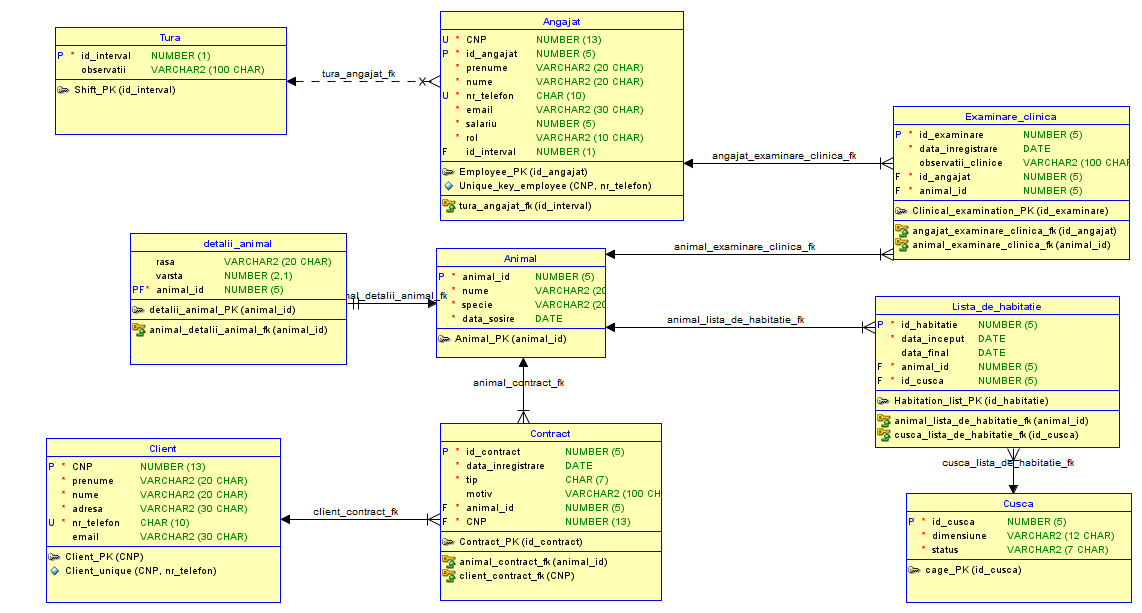 Tura
P * id_interval NUMBER (1)
observatii VARCHAR2 (100 CHAR)
Shift_PK (id_interval)
tura_angajat_fk
Angajat
U * CNP NUMBER (13)
P * id_angajat NUMBER (5)
* prenume VARCHAR2 (20 CHAR)
* nume VARCHAR2 (20 CHAR)
U * nr_telefon CHAR (10)
* email VARCHAR2 (30 CHAR)
* salariu NUMBER (5)
* rol VARCHAR2 (10 CHAR)
F id_interval NUMBER (1)
Employee_PK (id_angajat)
Unique_key_employee (CNP, nr_telefon)
tura_angajat_fk (id_interval)
angajat_examinare_clinica_fk
Examinare_clinica
P * id_examinare NUMBER (5)
* data_inregistrare DATE
observatii_clinice VARCHAR2 (100 CHAR
F * id_angajat NUMBER (5)
F * animal_id NUMBER (5)
Clinical_examination_PK (id_examinare)
angajat_examinare_clinica_fk (id_angajat)
animal_examinare_clinica_fk (animal_id)
detalii_animal
rasa VARCHAR2 (20 CHAR)
varsta NUMBER (2,1)
PF * animal_id NUMBER (5)
detalii_animal_PK (animal_id)
animal_detalii_animal_fk (animal_id)
nal_detalii_animal_fk
Animal
P * animal_id NUMBER (5)
* nume VARCHAR2 (20
* specie VARCHAR2 (20
* data_sosire DATE
Animal_PK (animal_id)
animal_examinare_clinica_fk
animal_lista_de_habitatie_fk
Lista_de_habitatie
P * id_habitatie NUMBER (5)
* data_inceput DATE
data_final DATE
F * animal_id NUMBER (5)
F * id_cusca NUMBER (5)
Habitation_list_PK (id_habitatie)
animal_lista_de_habitatie_fk (animal_id)
cusca_lista_de_habitatie_fk (id_cusca)
animal_contract_fk
Client
P * CNP NUMBER (13)
* prenume VARCHAR2 (20 CHAR)
* nume VARCHAR2 (20 CHAR)
* adresa VARCHAR2 (30 CHAR)
U * nr_telefon CHAR (10)
email VARCHAR2 (30 CHAR)
Client_PK (CNP)
Client_unique (CNP, nr_telefon)
client_contract_fk
Contract
P * id_contract NUMBER (5)
* data_inregistrare DATE
* tip CHAR (7)
motiv VARCHAR2 (100 CH
F * animal_id NUMBER (5)
F * CNP NUMBER (13)
Contract_PK (id_contract)
animal_contract_fk (animal_id)
client_contract_fk (CNP)
cusca_lista_de_habitatie_fk
Cusca
P * id_cusca NUMBER (5)
* dimensiune VARCHAR2 (12 CHAR)
* status VARCHAR2 (7 CHAR)
cage_PK (id_cusca)